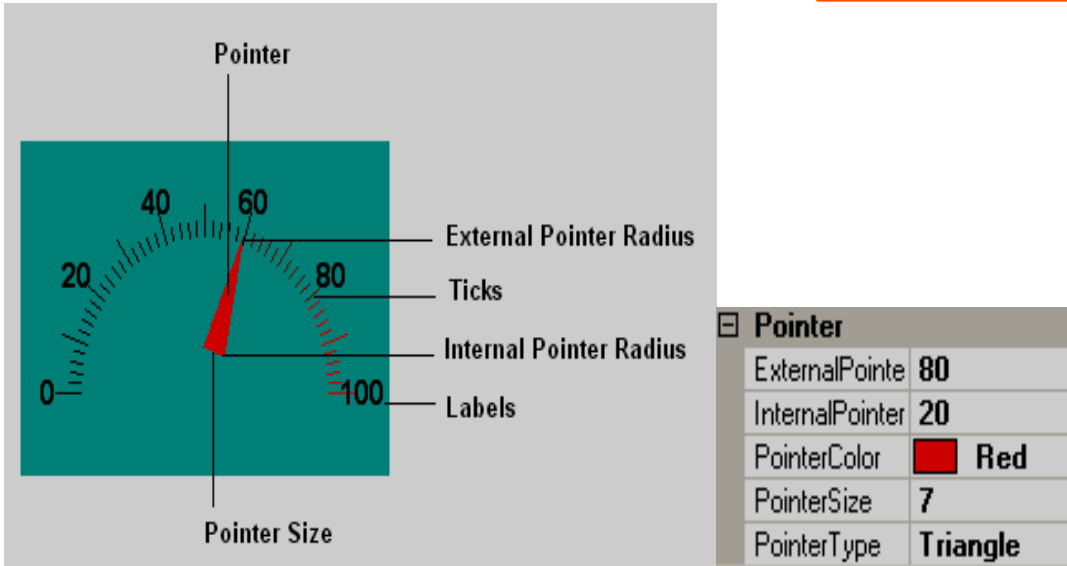 Pointer
40 60
20 80
0 100
External Pointer Radius
Ticks
Internal Pointer Radius
Labels
Pointer Size
Pointer
ExternalPointe 80
InternalPointer 20
PointerColor Red
PointerSize 7
PointerType Triangle